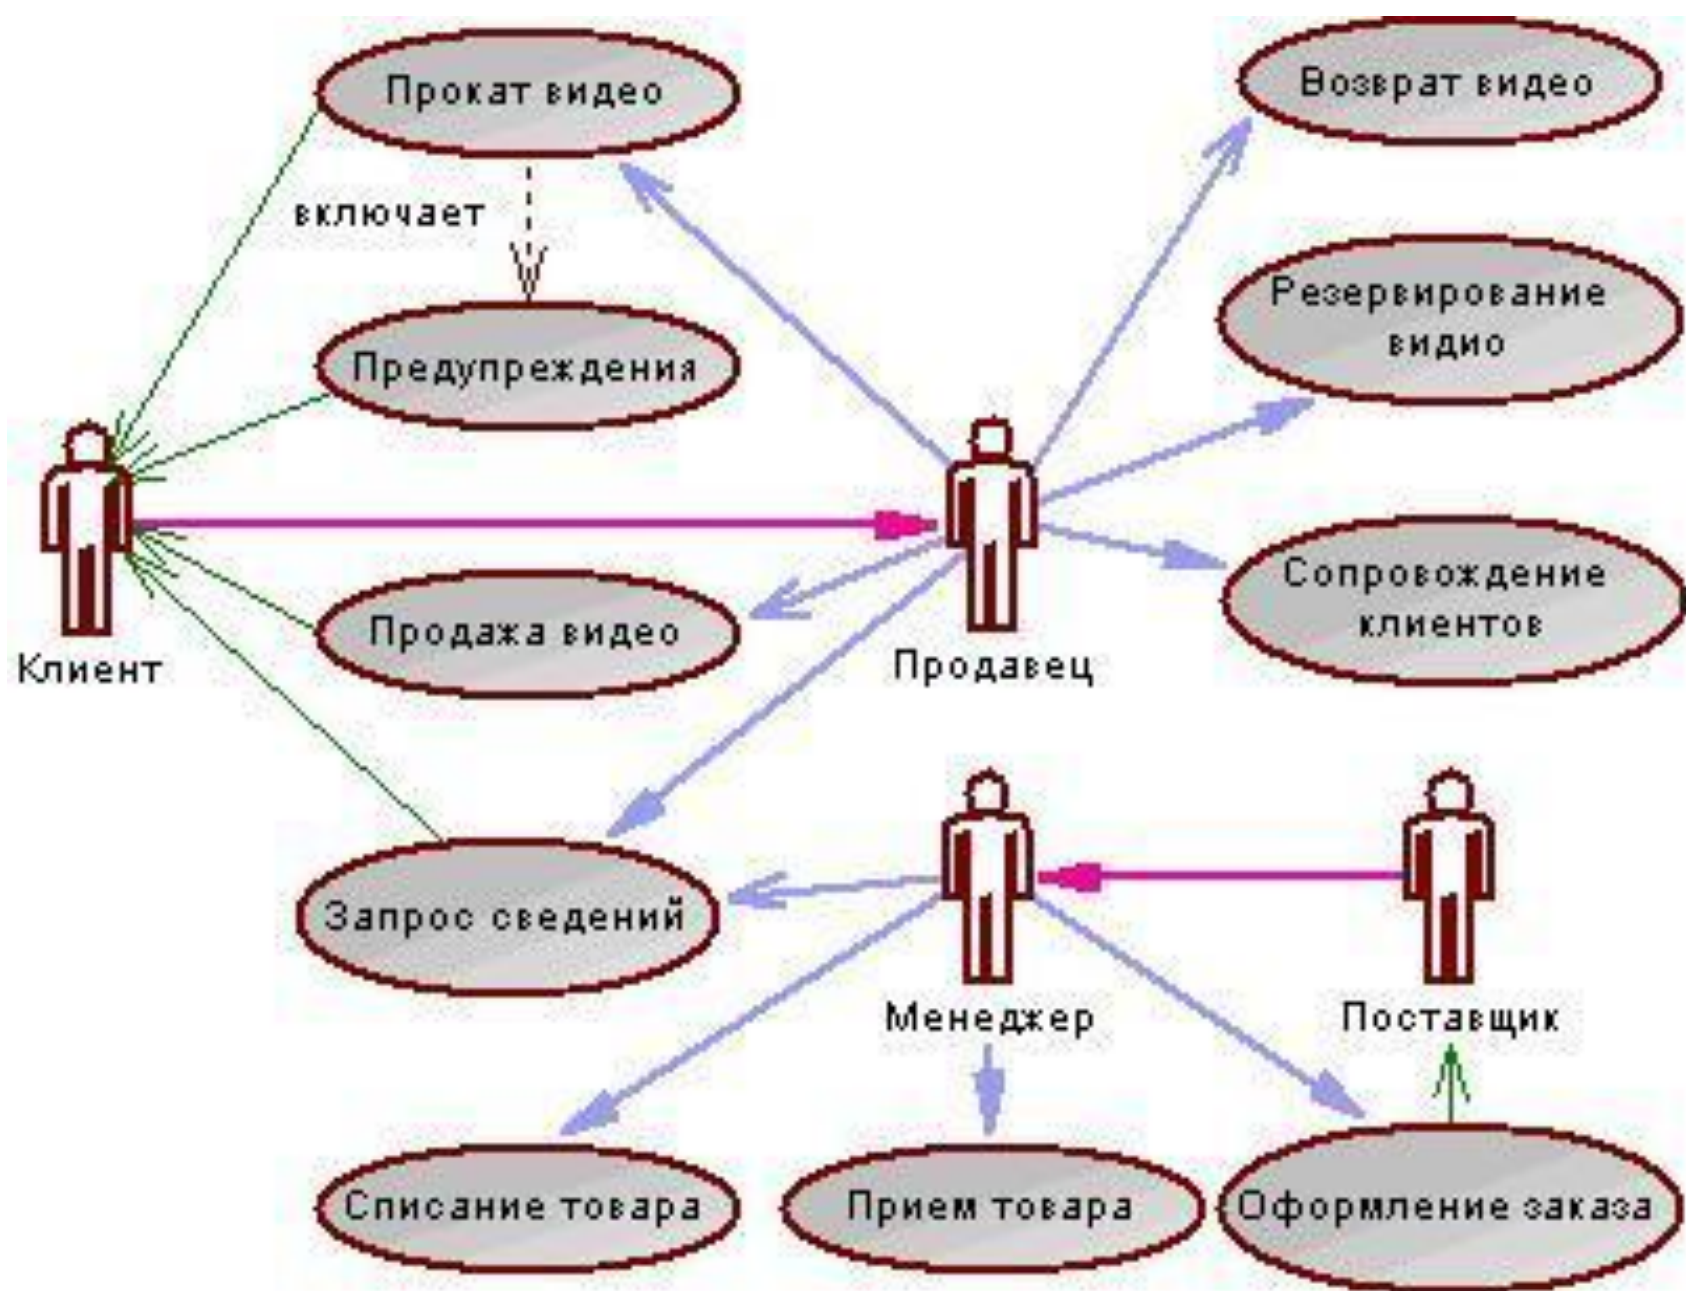 Прокат видео
Возврат видео
включает
Резервирование
видио
Предупреждения
Сопровождение
клиентов
Продажа видео
Клиент
Продавец
Запрос сведений
Менеджер
Поставщик
Списание товара
Прием товара
Оформление заказа